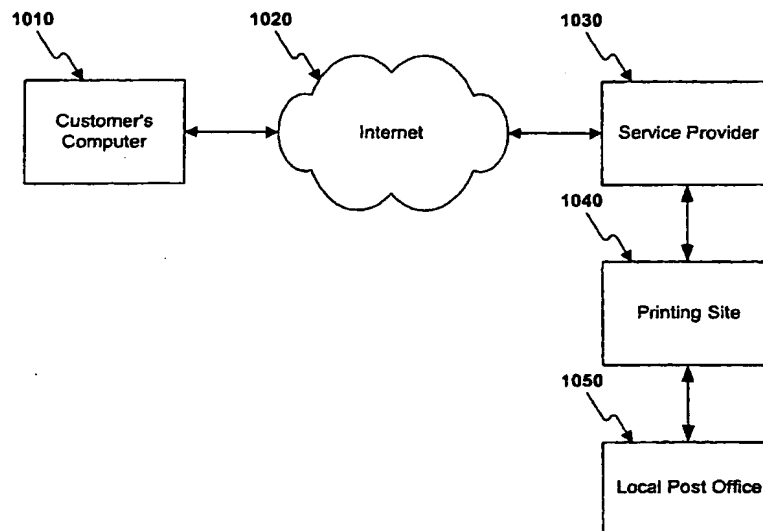 1010
1020
1030
Customer's
Computer
Internet
Service Provider
1040
Printing Site
1050
Local Post Office